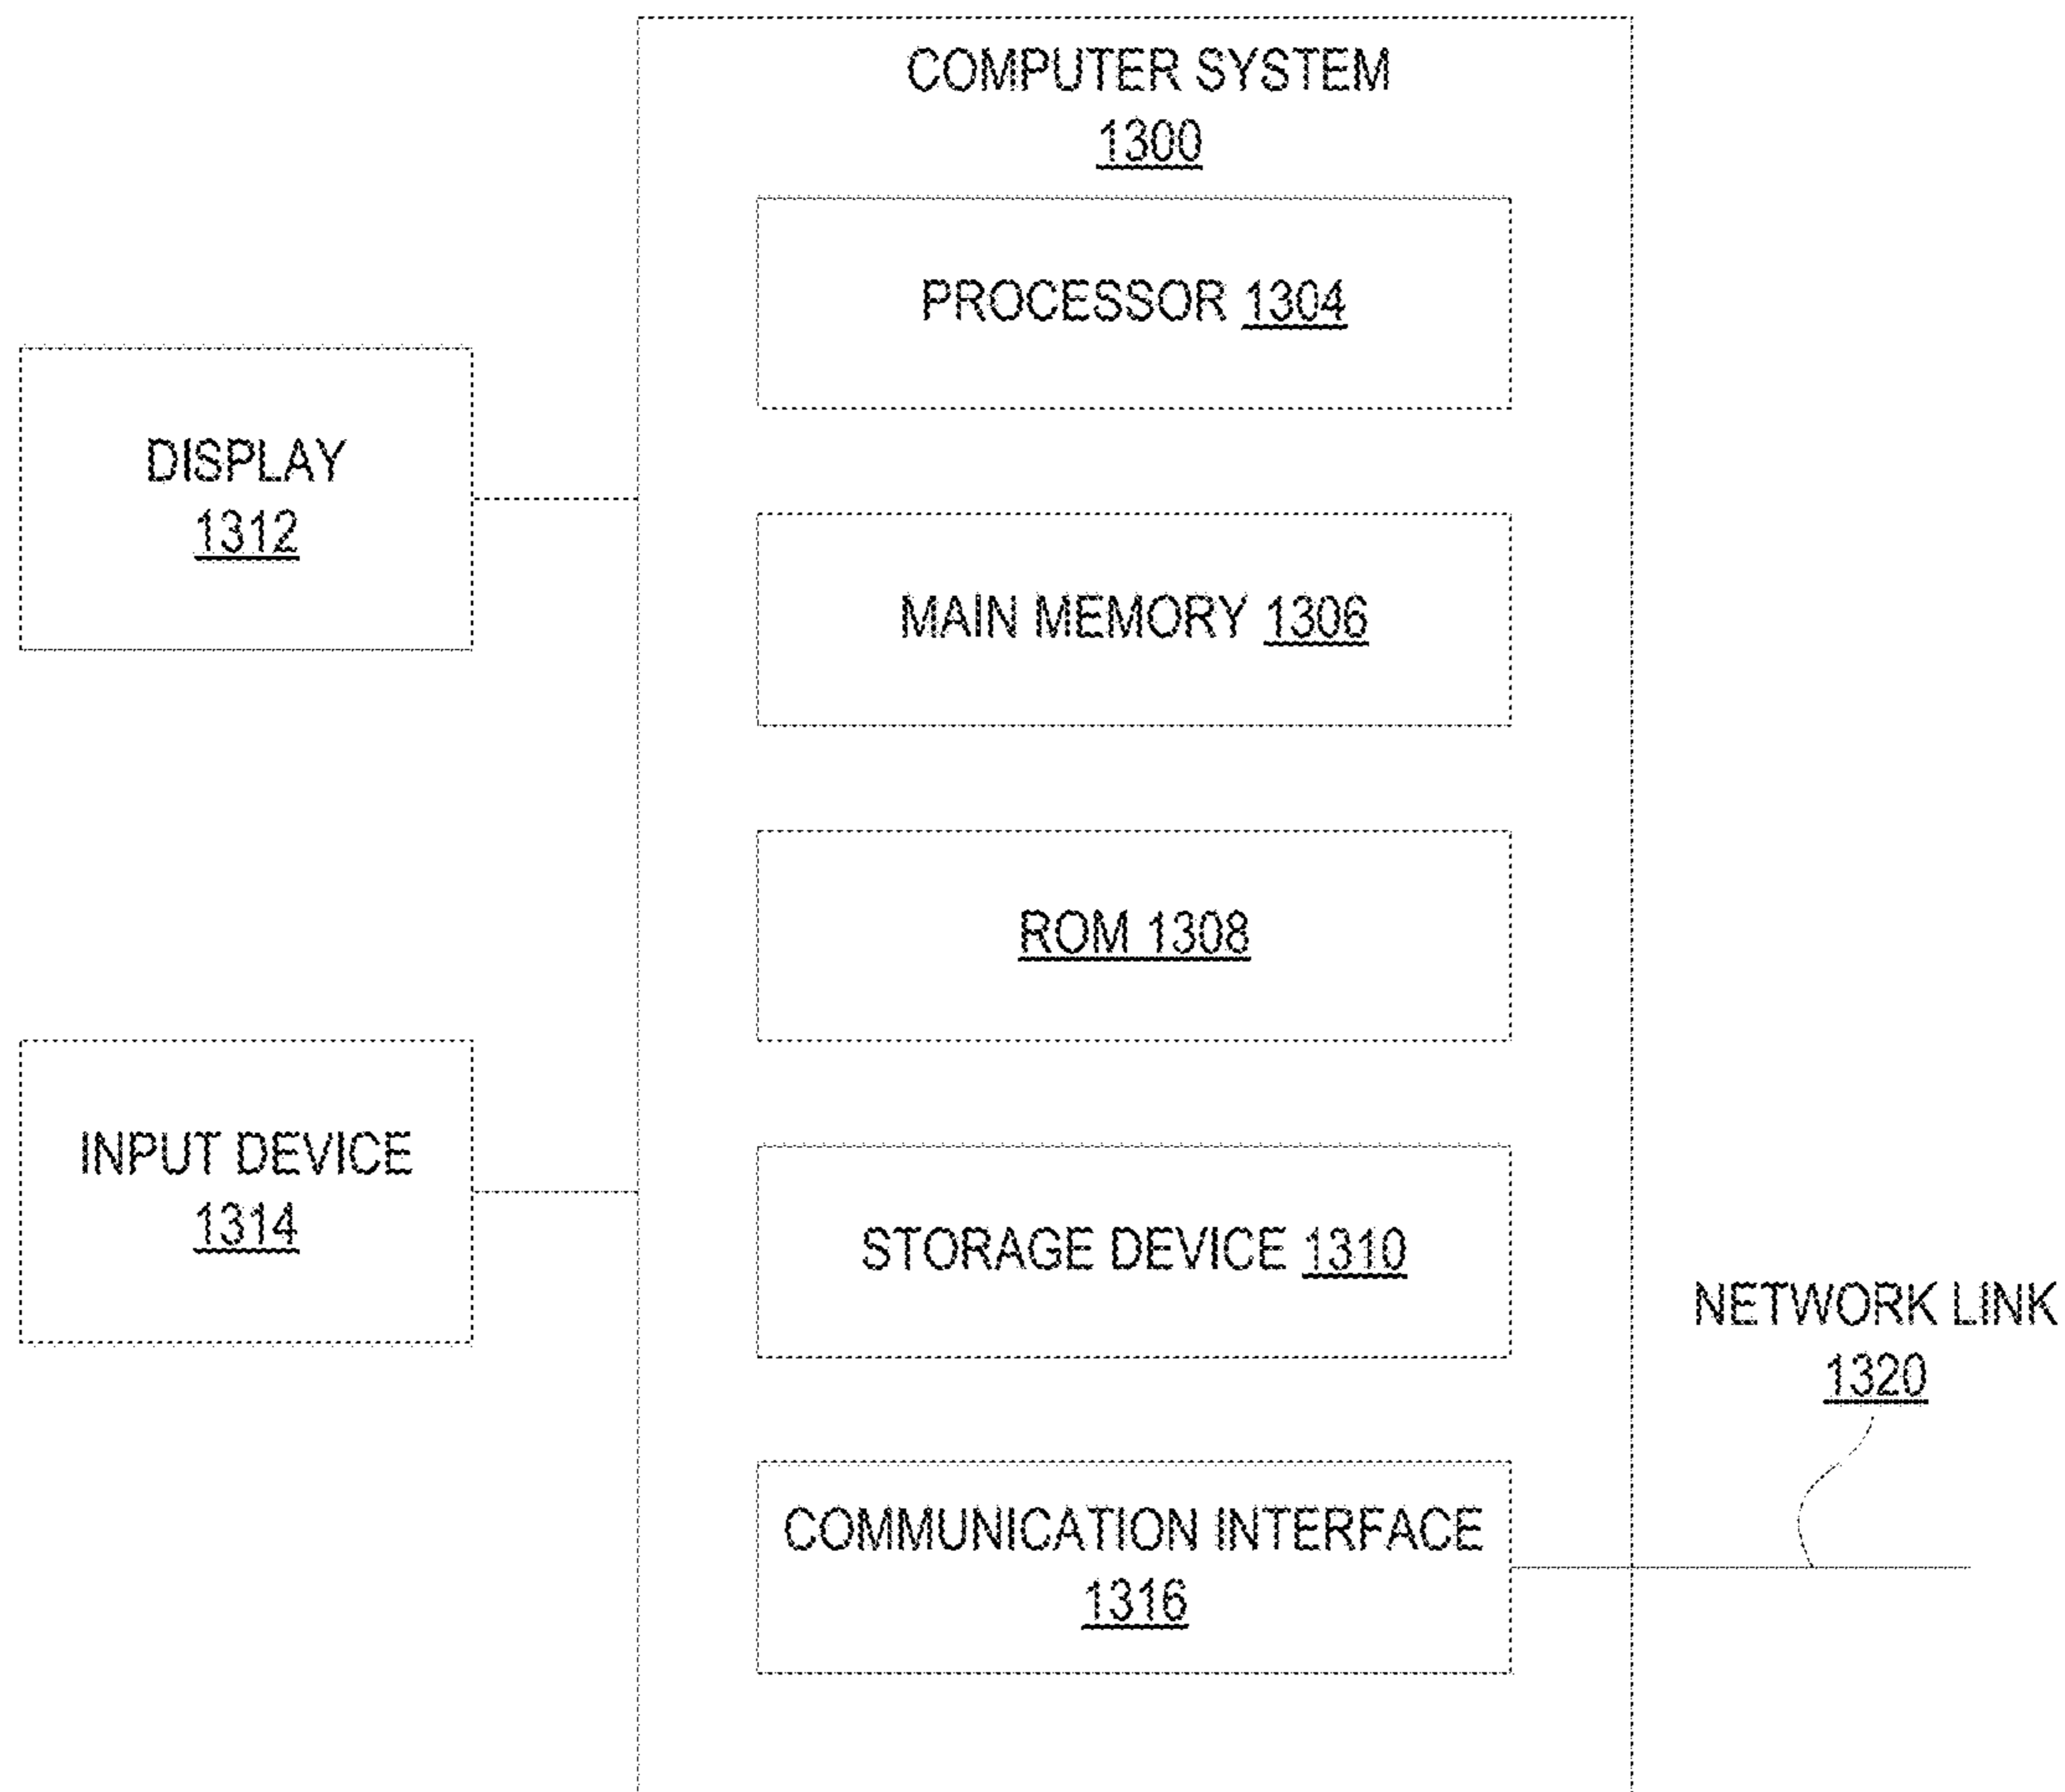 COMPUTER SYSTEM
1300
PROCESSOR 1304
DISPLAY
1312
MAIN MEMORY 1306
ROM 1308
INPUT DEVICE
1314
STORAGE DEVICE 1310
NETWORK LINK
1320
COMMUNICATION INTERFACE
1316